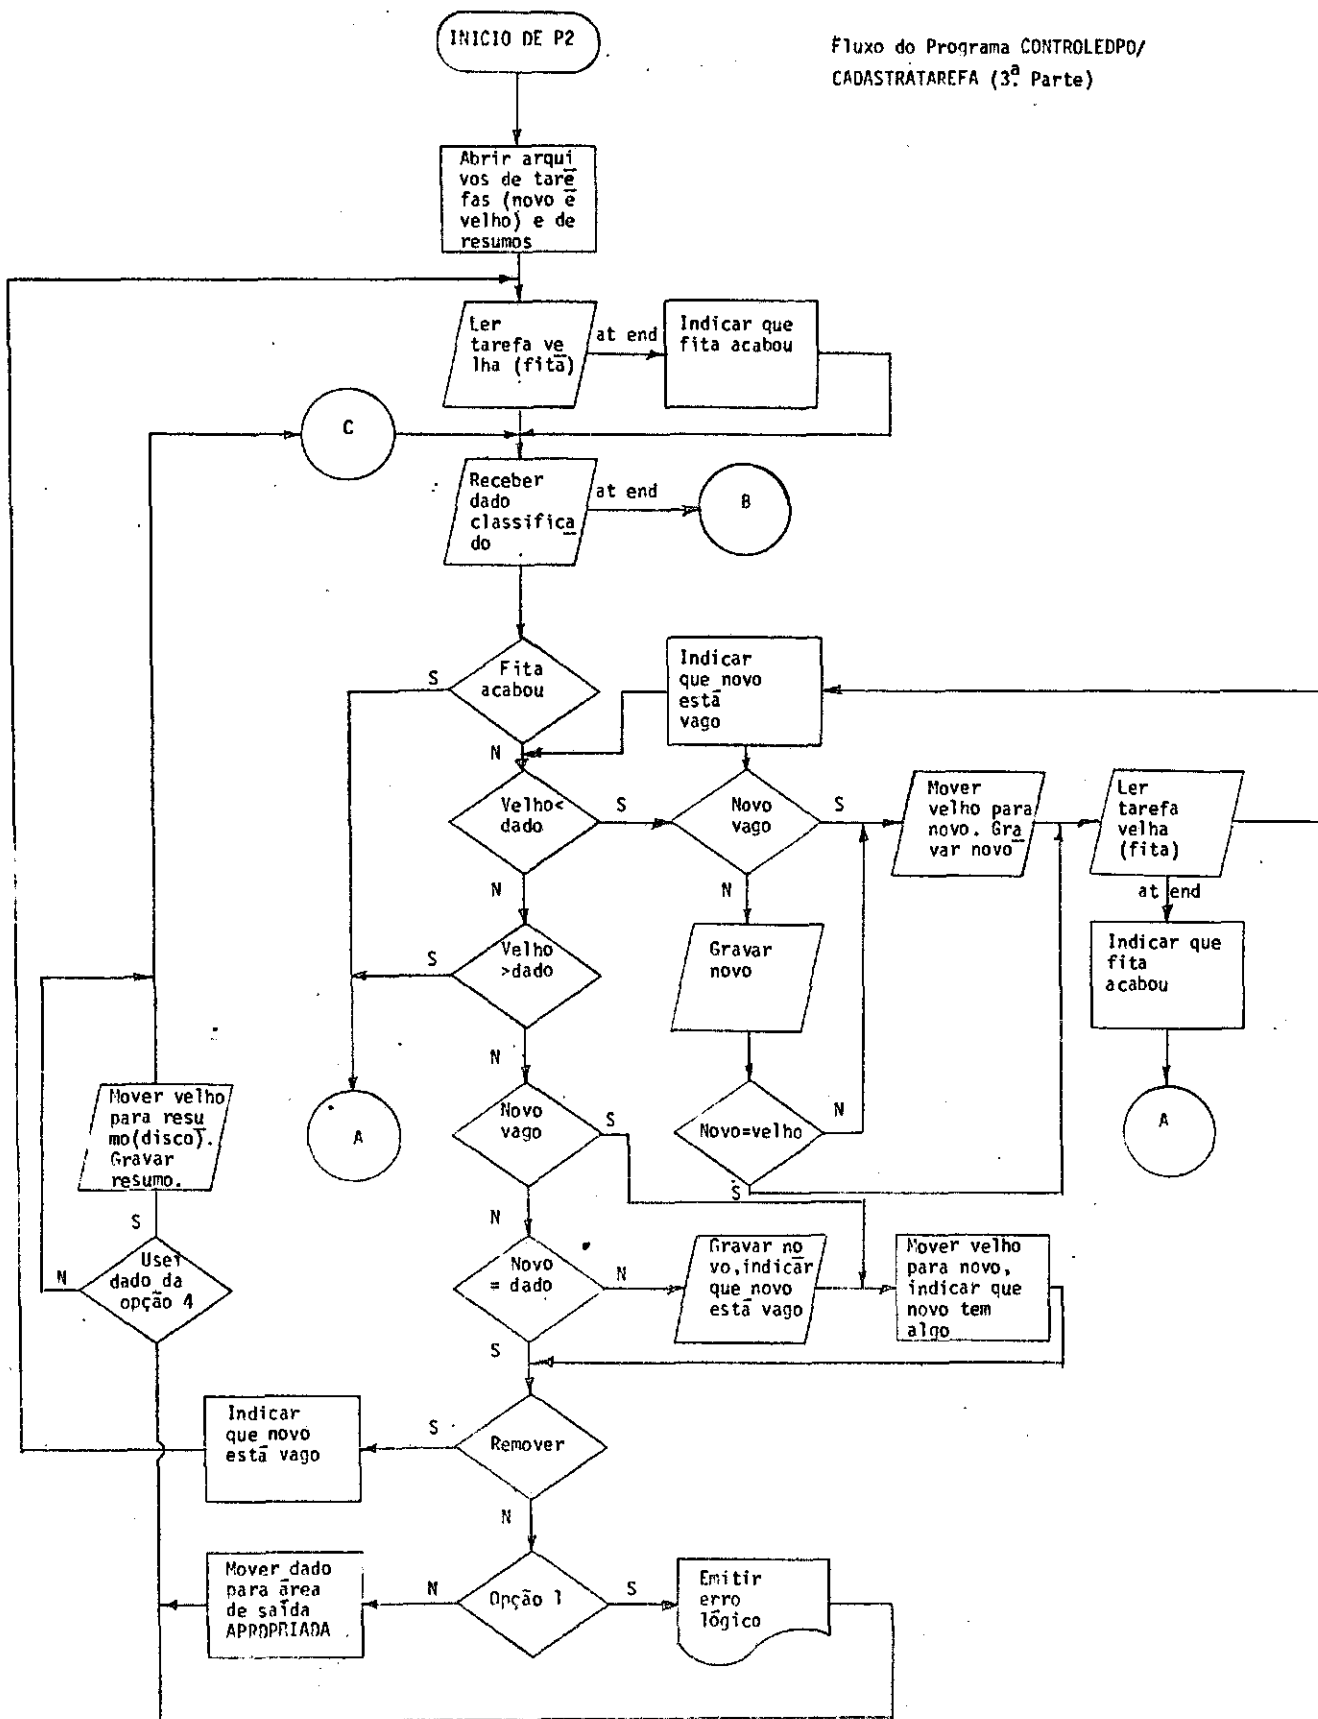 INICIO DE P2
Fluxo do Programa CONTROLEDPO/
CADASTRATAREFA (3ª Parte)
Abrir arqui
vos de tare
fas (novo e
velho) e de
resumos
Ler
tarefa ve
lha (fita)
at end
Indicar que
fita acabou
C
Receber
dado
classifica
do
at end
B
Fita
acabou
S
N
Indicar
que novo
está
vago
Velho<
dado
S
N
Novo
vago
S
N
Mover
velho para
novo. Gra
var novo
Ler
tarefa
velha
(fita)
at end
Indicar que
fita
acabou
A
Velho
>dado
S
N
Gravar
novo
Novo=velho
N
S
A
Novo
vago
S
N
Mover velho
para resu
mo(disco).
Gravar
resumo.
S
Usei
dado da
opção 4
N
Novo
= dado
N
S
Gravar no
vo,indicar
que novo
está vago
Mover velho
para novo,
indicar que
novo tem
algo
Indicar
que novo
está vago
S
Remover
N
Mover dado
para área
de saída
APROPRIADA
N
Opção 1
S
Emitir
erro
lógico